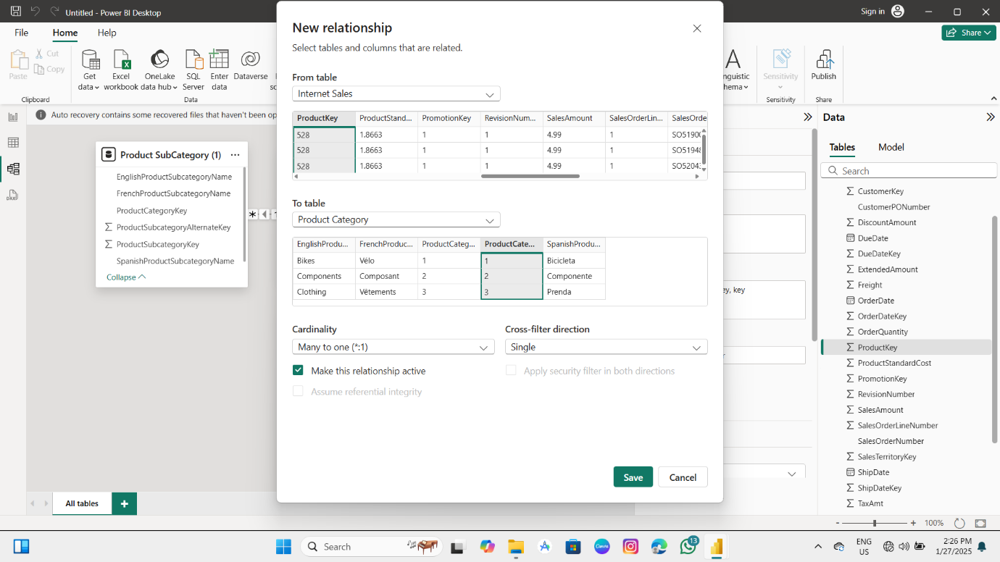 Untitled - Power BI Desktop
Sign in
File
Home
Help
Share
Paste
Cut
Copy
Clipboard
Get data
Excel workbook
OneLake data hub
SQL Server
Enter data
Dataverse
Data
Sensitivity
Sensitivity
Publish
Share
Auto recovery contains some recovered files that haven't been op
Product SubCategory (1)
EnglishProductSubcategoryName
FrenchProductSubcategoryName
ProductCategoryKey
ProductSubcategoryAlternateKey
ProductSubcategoryKey
SpanishProductSubcategoryName
Collapse
New relationship
Select tables and columns that are related.
From table
Internet Sales
ProductKey ProductStand... PromotionKey RevisionNum... SalesAmount SalesOrderLin... SalesOrde
528 1.8663 1 1 4.99 1 SO5190
528 1.8663 1 1 4.99 1 SO5194
528 1.8663 1 1 4.99 1 SO5204
To table
Product Category
EnglishProdu... FrenchProduc... ProductCateg... ProductCate... SpanishProdu...
Bikes Vélo 1 1 Bicicleta
Components Composant 2 2 Componente
Clothing Vêtements 3 3 Prenda
Cardinality
Many to one (*:1)
Cross-filter direction
Single
Make this relationship active
Apply security filter in both directions
Assume referential integrity
Save
Cancel
ey, key
Data
Tables
Model
Search
CustomerKey
CustomerPONumber
DiscountAmount
DueDate
DueDateKey
ExtendedAmount
Freight
OrderDate
OrderDateKey
OrderQuantity
ProductKey
ProductStandardCost
PromotionKey
RevisionNumber
SalesAmount
SalesOrderLineNumber
SalesOrderNumber
SalesTerritoryKey
ShipDate
ShipDateKey
TaxAmt
All tables
100%
Search
13
ENG
US
2:26 PM
1/27/2025